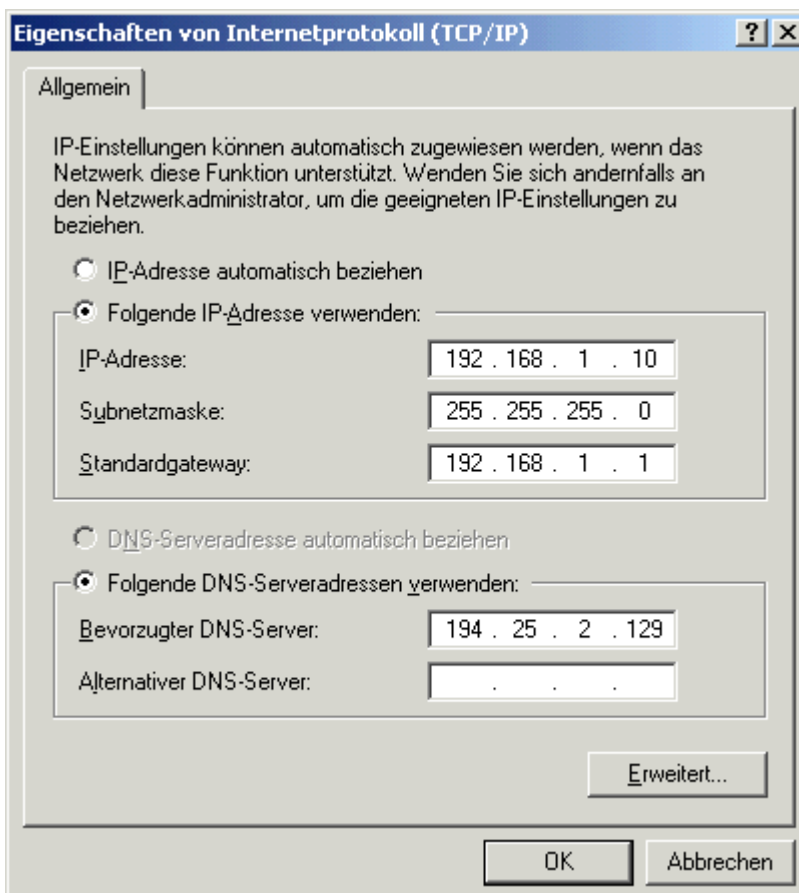 Eigenschaften von Internetprotokoll (TCP/IP)
Allgemein
IP-Einstellungen können automatisch zugewiesen werden, wenn das
Netzwerk diese Funktion unterstützt. Wenden Sie sich andernfalls an
den Netzwerkadministrator, um die geeigneten IP-Einstellungen zu
beziehen.
IP-Adresse automatisch beziehen
Folgende IP-Adresse verwenden:
IP-Adresse: 192 . 168 . 1 . 10
Subnetzmaske: 255 . 255 . 255 . 0
Standardgateway: 192 . 168 . 1 . 1
DNS-Serveradresse automatisch beziehen
Folgende DNS-Serveradressen verwenden:
Bevorzugter DNS-Server: 194 . 25 . 2 . 129
Alternativer DNS-Server: . . .
Erweitert...
OK Abbrechen